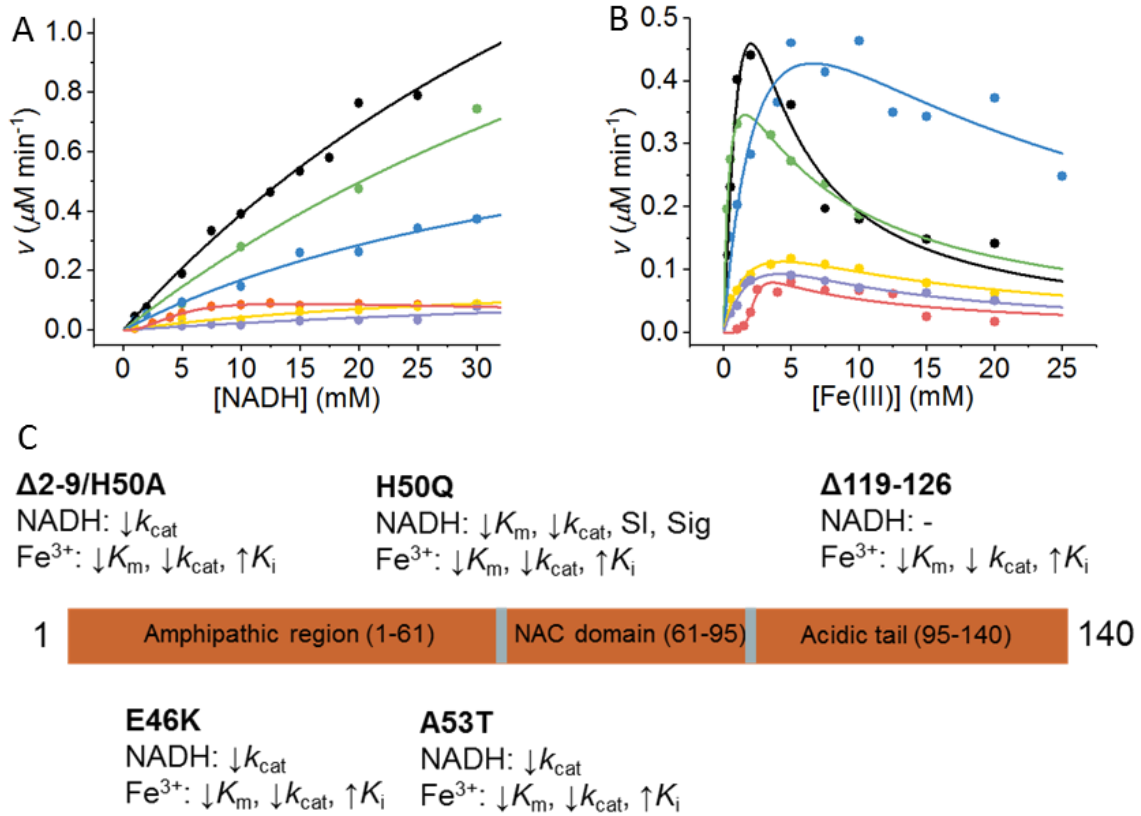 A
1.0
0.8
0.6
0.4
0.2
0.0
v (μM min⁻¹)
0 5 10 15 20 25 30
[NADH] (mM)
B
0.5
0.4
0.3
0.2
0.1
0.0
v (μM min⁻¹)
0 5 10 15 20 25
[Fe(III)] (mM)
C
Δ2-9/H50A
NADH: ↓kcat
Fe³⁺: ↓Km, ↓kcat, ↑Ki
H50Q
NADH: ↓Km, ↓kcat, SI, Sig
Fe³⁺: ↓Km, ↓kcat, ↑Ki
Δ119-126
NADH: -
Fe³⁺: ↓Km, ↓ kcat, ↑Ki
1 Amphipathic region (1-61) NAC domain (61-95) Acidic tail (95-140) 140
E46K
NADH: ↓kcat
Fe³⁺: ↓Km, ↓kcat, ↑Ki
A53T
NADH: ↓kcat
Fe³⁺: ↓Km, ↓kcat, ↑Ki